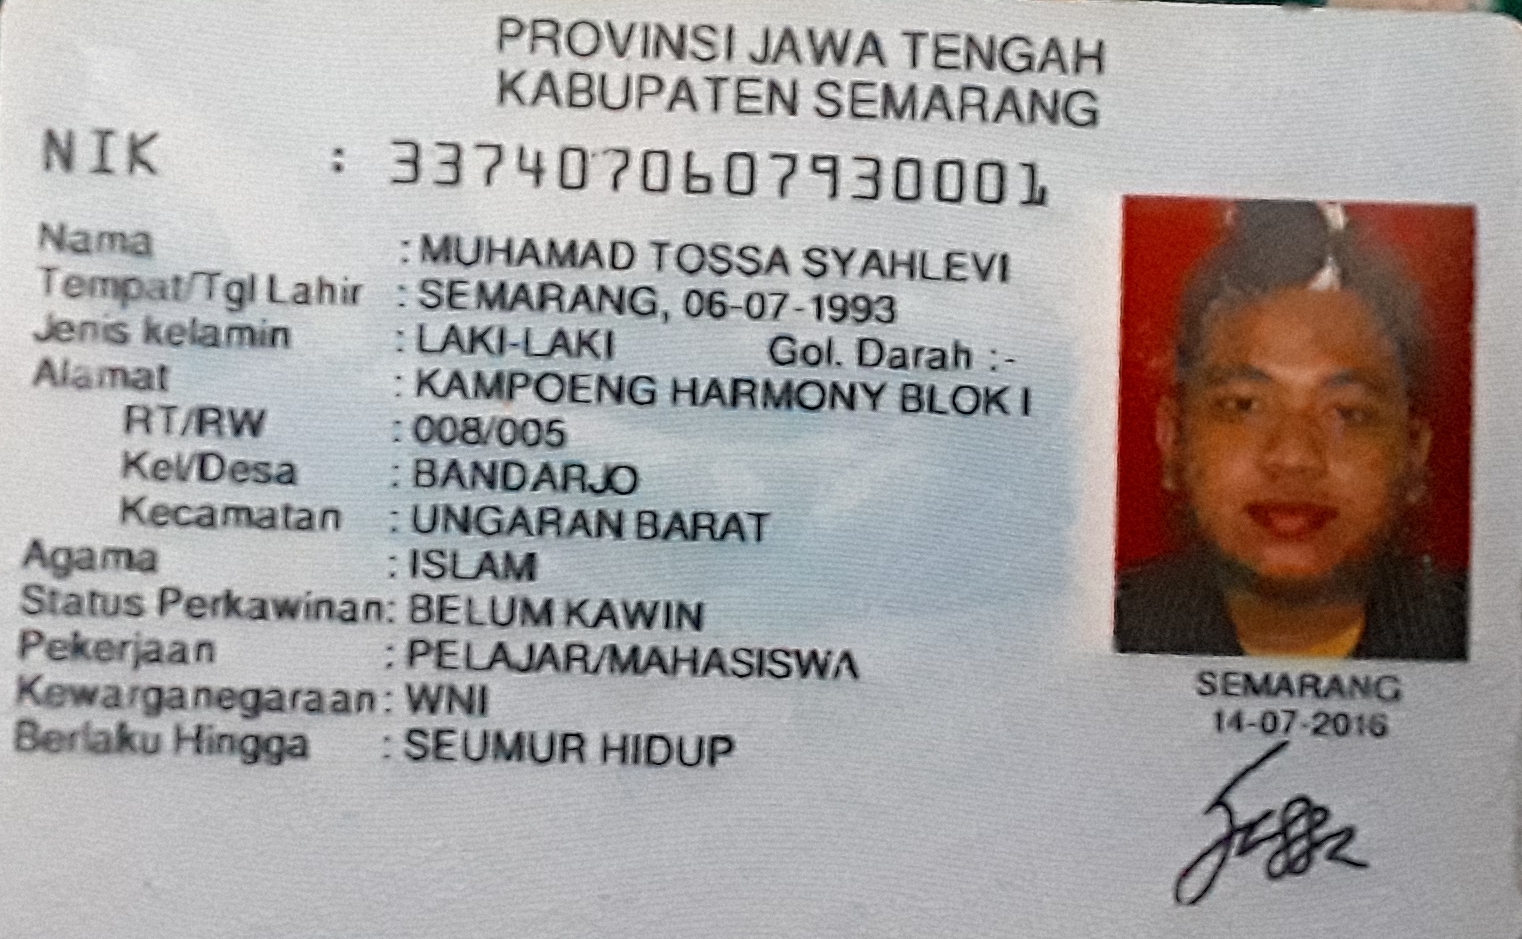 PROVINSI JAWA TENGAH
KABUPATEN SEMARANG
NIK : 3374070607930001
Nama : MUHAMAD TOSSA SYAHLEVI
Tempat/Tgl Lahir : SEMARANG, 06-07-1993
Jenis kelamin : LAKI-LAKI Gol. Darah :-
Alamat : KAMPOENG HARMONY BLOK I
RT/RW : 008/005
Kel/Desa : BANDARJO
Kecamatan : UNGARAN BARAT
Agama : ISLAM
Status Perkawinan: BELUM KAWIN
Pekerjaan : PELAJAR/MAHASISWA
Kewarganegaraan: WNI
Berlaku Hingga : SEUMUR HIDUP
SEMARANG
14-07-2016